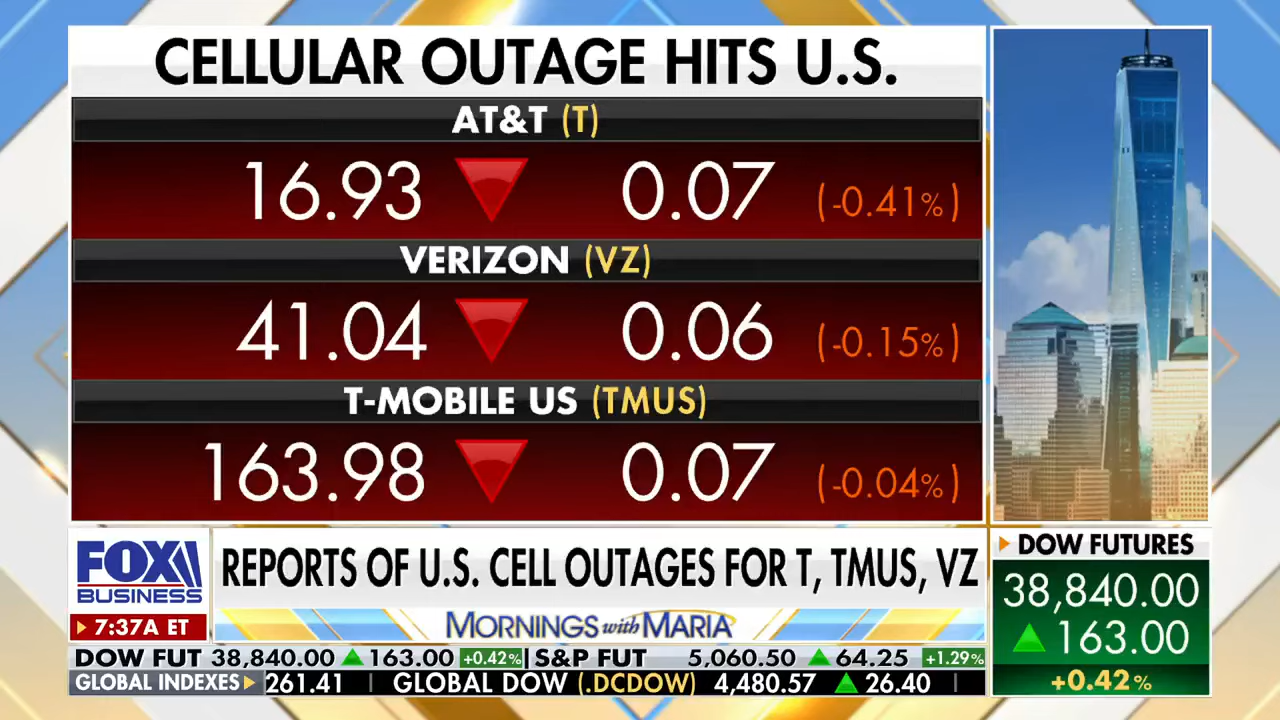 CELLULAR OUTAGE HITS U.S.
AT&T (T)
16.93 ▼ 0.07 (-0.41%)
VERIZON (VZ)
41.04 ▼ 0.06 (-0.15%)
T-MOBILE US (TMUS)
163.98 ▼ 0.07 (-0.04%)
FOX
BUSINESS
7:37A ET
REPORTS OF U.S. CELL OUTAGES FOR T, TMUS, VZ
MORNINGS with MARIA
DOW FUTURES
38,840.00
▲ 163.00
+0.42%
DOW FUT 38,840.00 ▲ 163.00 +0.42% | S&P FUT 5,060.50 ▲ 64.25 +1.29%
GLOBAL INDEXES 261.41 | GLOBAL DOW (.DCDOW) 4,480.57 ▲ 26.40 |